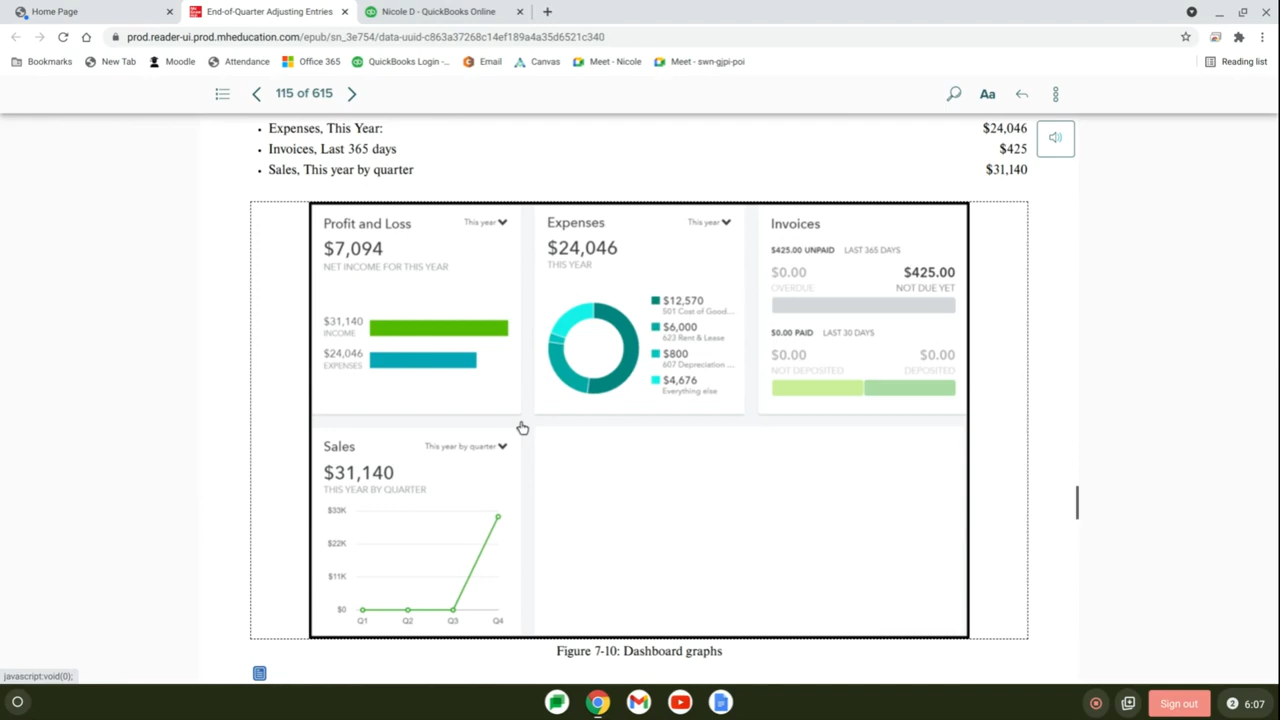 Home Page
End-of-Quarter Adjusting Entries
Nicole D - QuickBooks Online
prod.reader-ui.prod.mheducation.com/epub/sn_3e754/data-uuid-c863a37268c14ef189a4a35d6521c340
Bookmarks New Tab Moodle Attendance Office 365 QuickBooks Login -... Email Canvas Meet - Nicole Meet - swn-gjpi-poi Reading list
115 of 615 Aa
• Expenses, This Year: $24,046
• Invoices, Last 365 days $425
• Sales, This year by quarter $31,140
Profit and Loss This year
$7,094
NET INCOME FOR THIS YEAR
$31,140
INCOME
$24,046
EXPENSES
Expenses This year
$24,046
THIS YEAR
$12,570
501 Cost of Good...
$6,000
623 Rent & Lease
$800
607 Depreciation ...
$4,676
Everything else
Invoices
$425.00 UNPAID LAST 365 DAYS
$0.00 $425.00
OVERDUE NOT DUE YET
$0.00 PAID LAST 30 DAYS
$0.00 $0.00
NOT DEPOSITED DEPOSITED
Sales This year by quarter
$31,140
THIS YEAR BY QUARTER
$33K
$22K
$11K
$0
Q1 Q2 Q3 Q4
Figure 7-10: Dashboard graphs
javascript:void(0);
Sign out 2 6:07